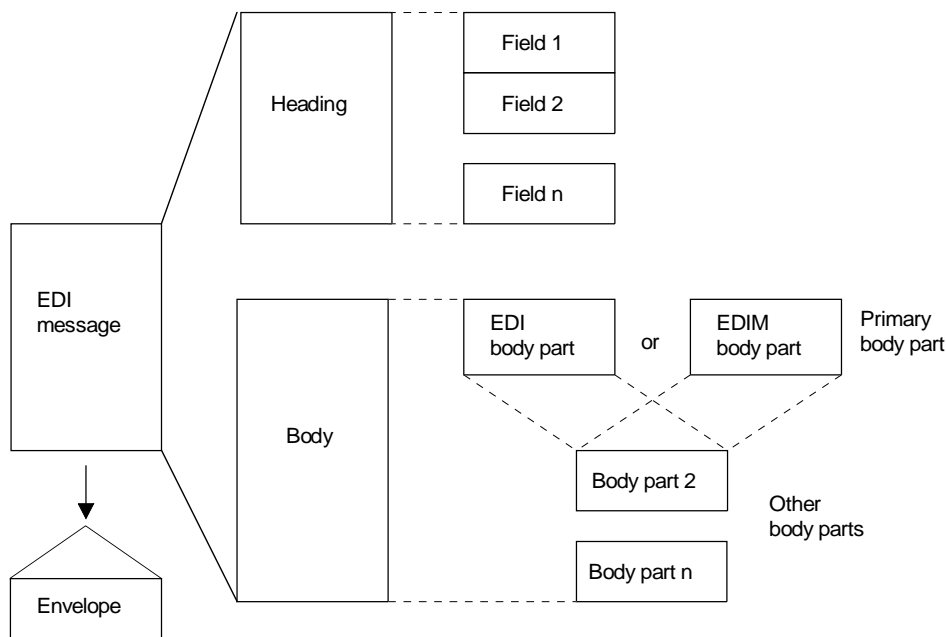 Field 1
Heading
Field 2
Field n
EDI
message
EDI
body part
or
EDIM
body part
Primary
body part
Body
Body part 2
Other
body parts
Body part n
Envelope